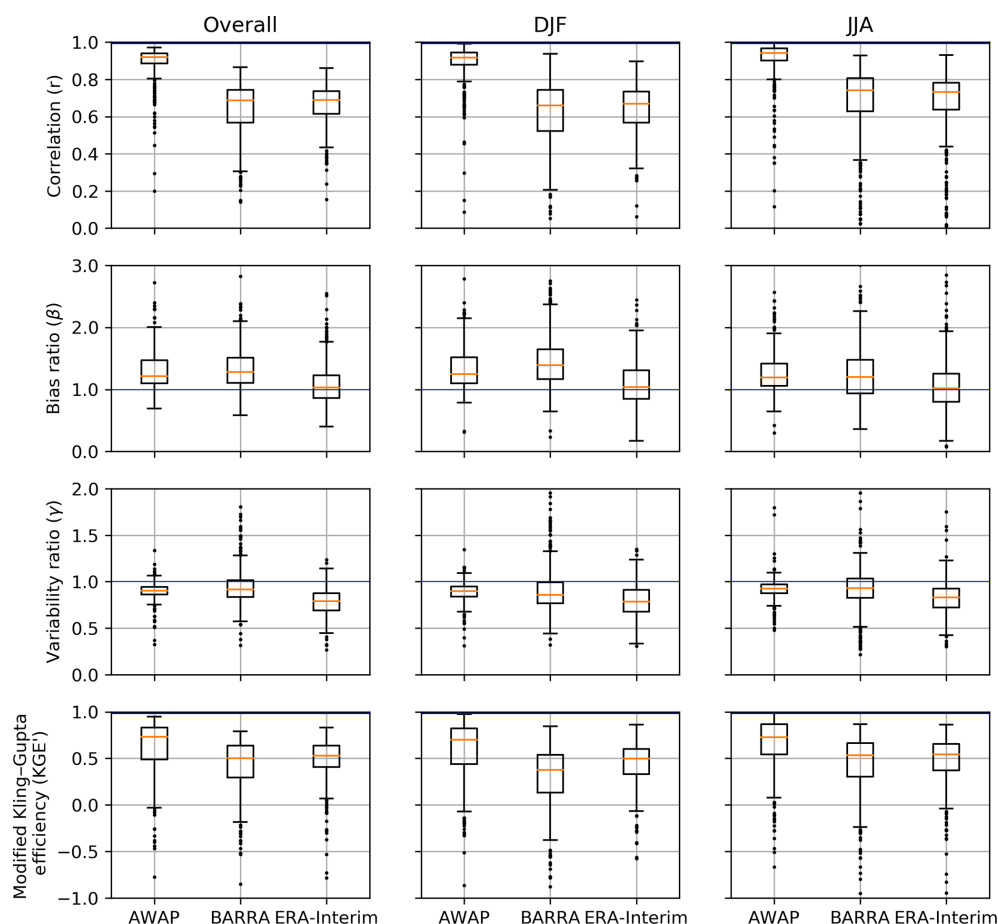 Overall
DJF
JJA
Correlation (r)
1.0
0.8
0.6
0.4
0.2
0.0
Bias ratio (β)
3.0
2.0
1.0
0.0
Variability ratio (γ)
2.0
1.5
1.0
0.5
0.0
Modified Kling–Gupta
efficiency (KGE')
1.0
0.5
0.0
−0.5
−1.0
AWAP BARRA ERA-Interim
AWAP BARRA ERA-Interim
AWAP BARRA ERA-Interim